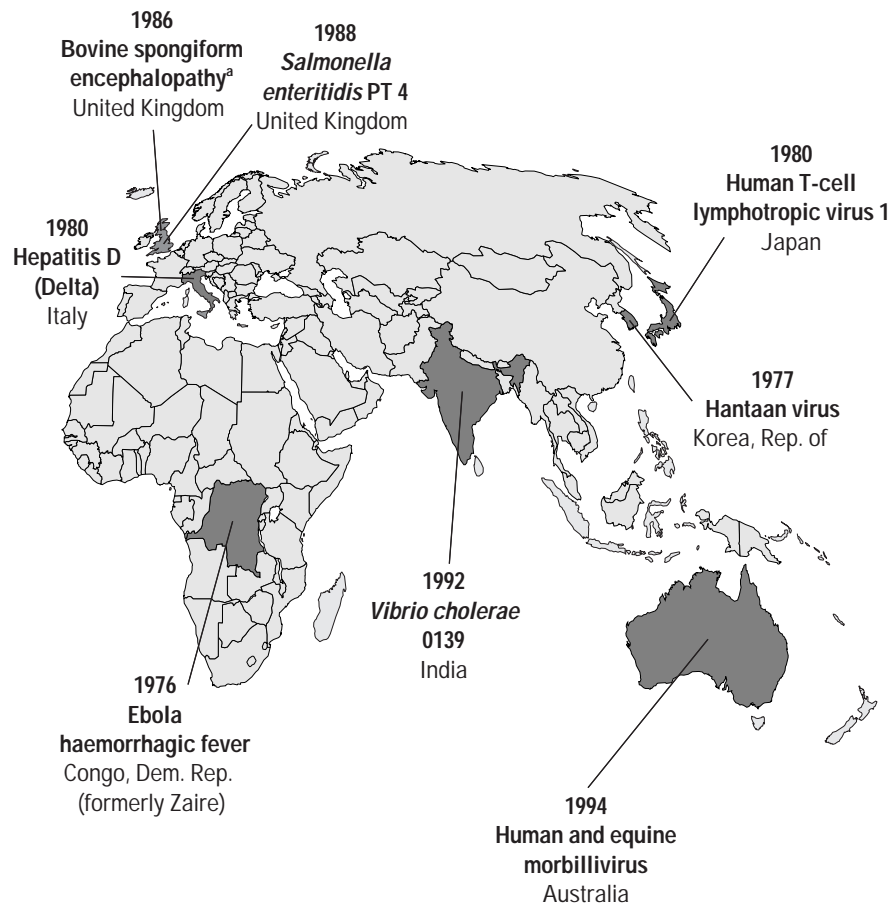 1986
Bovine spongiform
encephalopathyᵃ
United Kingdom
1988
Salmonella
enteritidis PT 4
United Kingdom
1980
Human T-cell
lymphotropic virus 1
Japan
1980
Hepatitis D
(Delta)
Italy
1977
Hantaan virus
Korea, Rep. of
1992
Vibrio cholerae
0139
India
1976
Ebola
haemorrhagic fever
Congo, Dem. Rep.
(formerly Zaire)
1994
Human and equine
morbillivirus
Australia